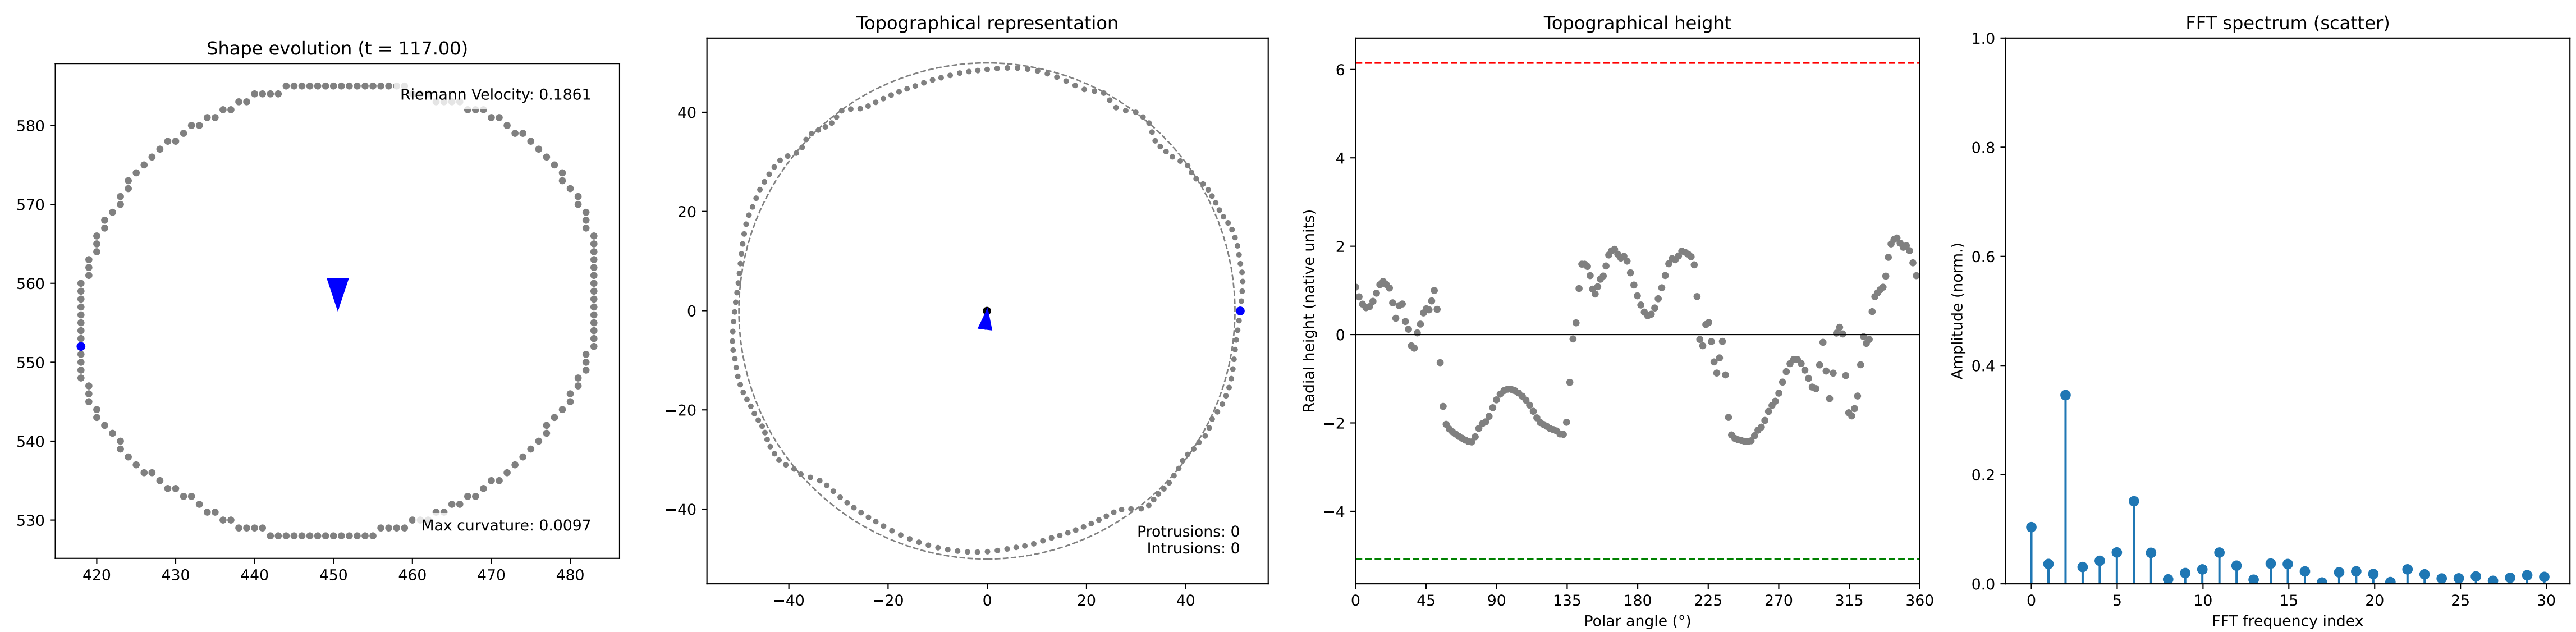 Shape evolution (t = 117.00)
Riemann Velocity: 0.1861
Max curvature: 0.0097
580
570
560
550
540
530
420 430 440 450 460 470 480
Topographical representation
40
20
0
−20
−40
−40 −20 0 20 40
Protrusions: 0
Intrusions: 0
Topographical height
Radial height (native units)
6
4
2
0
−2
−4
0 45 90 135 180 225 270 315 360
Polar angle (°)
FFT spectrum (scatter)
Amplitude (norm.)
1.0
0.8
0.6
0.4
0.2
0.0
0 5 10 15 20 25 30
FFT frequency index